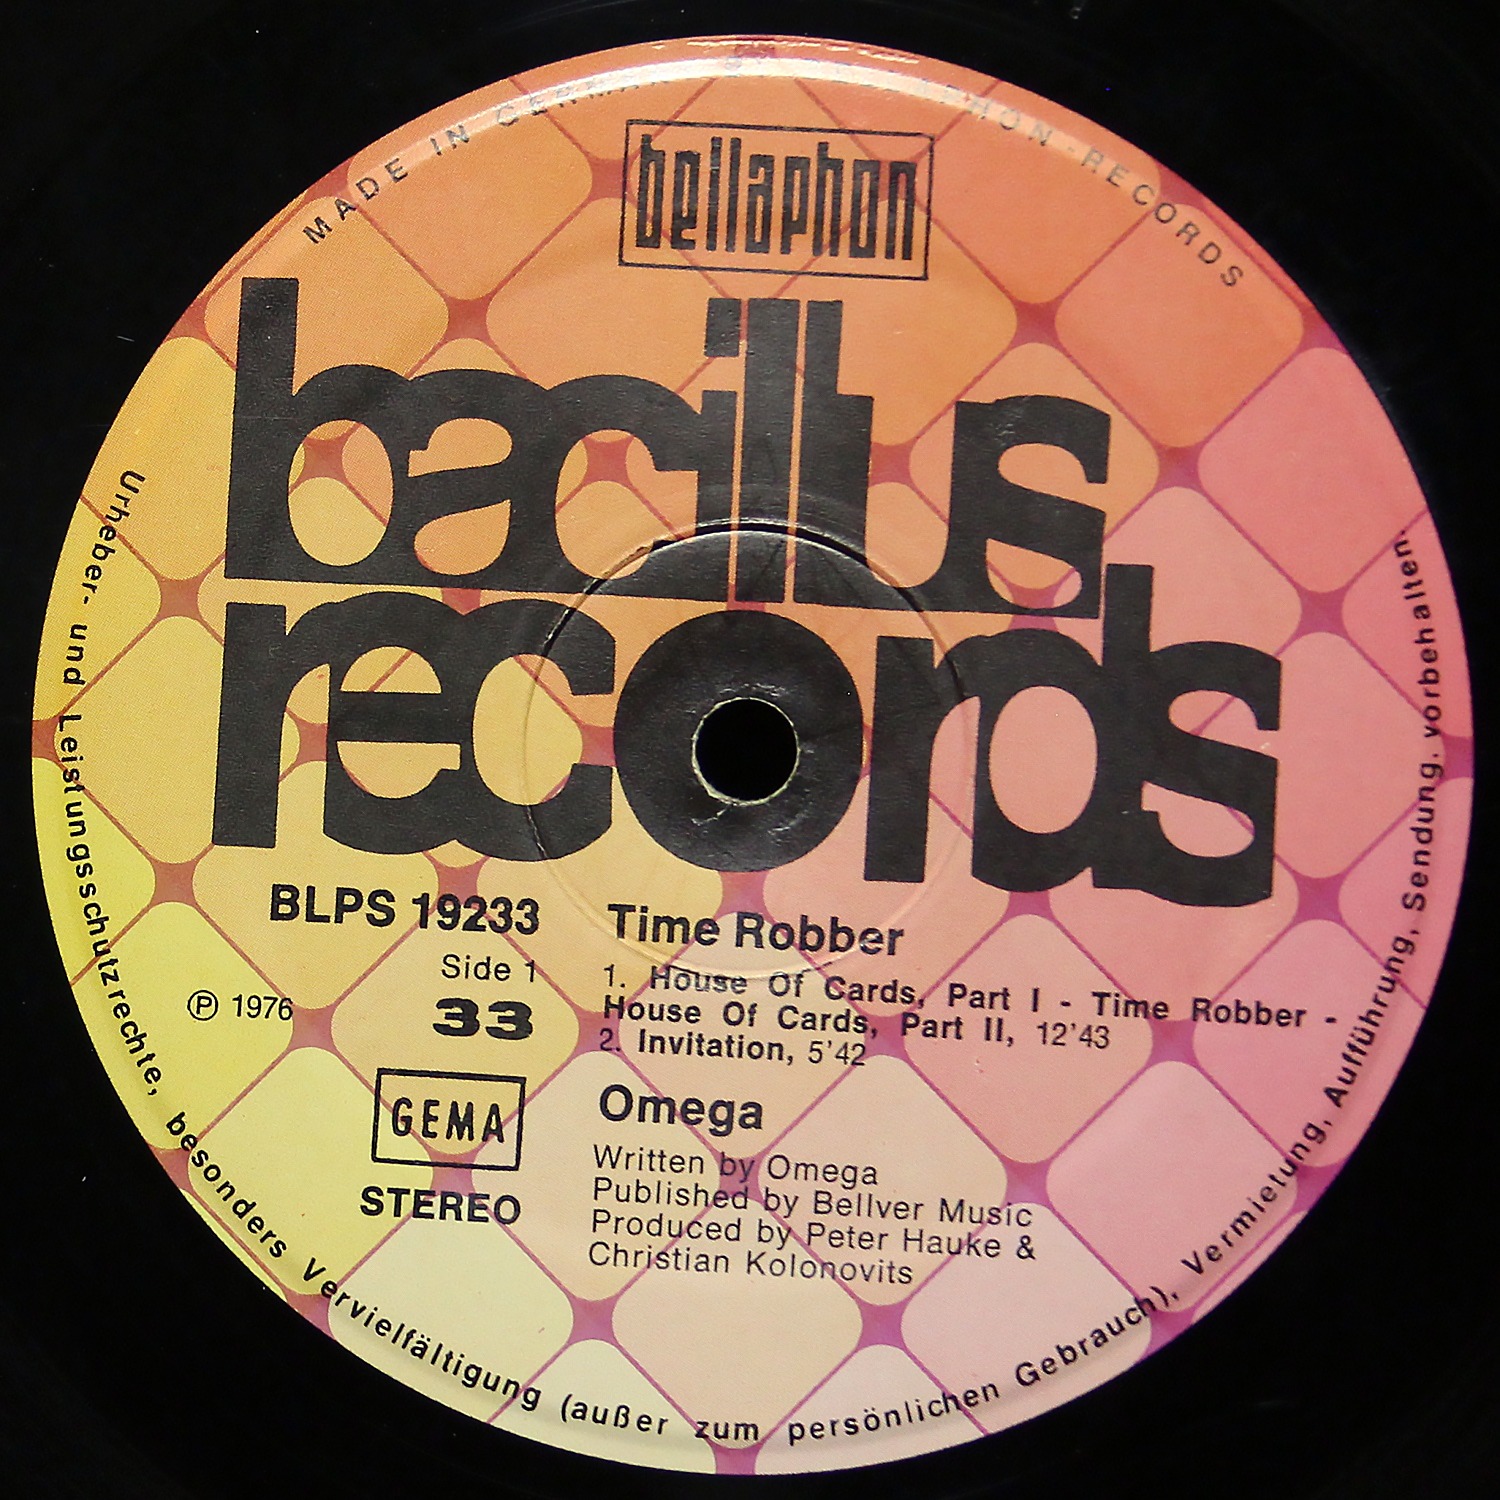 MADE IN GERMANY BELLAPHON-RECORDS
bellaphon
bacillus
records
BLPS 19233
Side 1
℗ 1976
33
GEMA
STEREO
Time Robber
1. House Of Cards, Part I - Time Robber -
House Of Cards, Part II, 12'43
2. Invitation, 5'42
Omega
Written by Omega
Published by Bellver Music
Produced by Peter Hauke &
Christian Kolonovits
Urheber- und Leistungsschutzrechte, besonders Vervielfältigung (außer zum persönlichen Gebrauch), Vermietung, Aufführung, Sendung, vorbehalten.